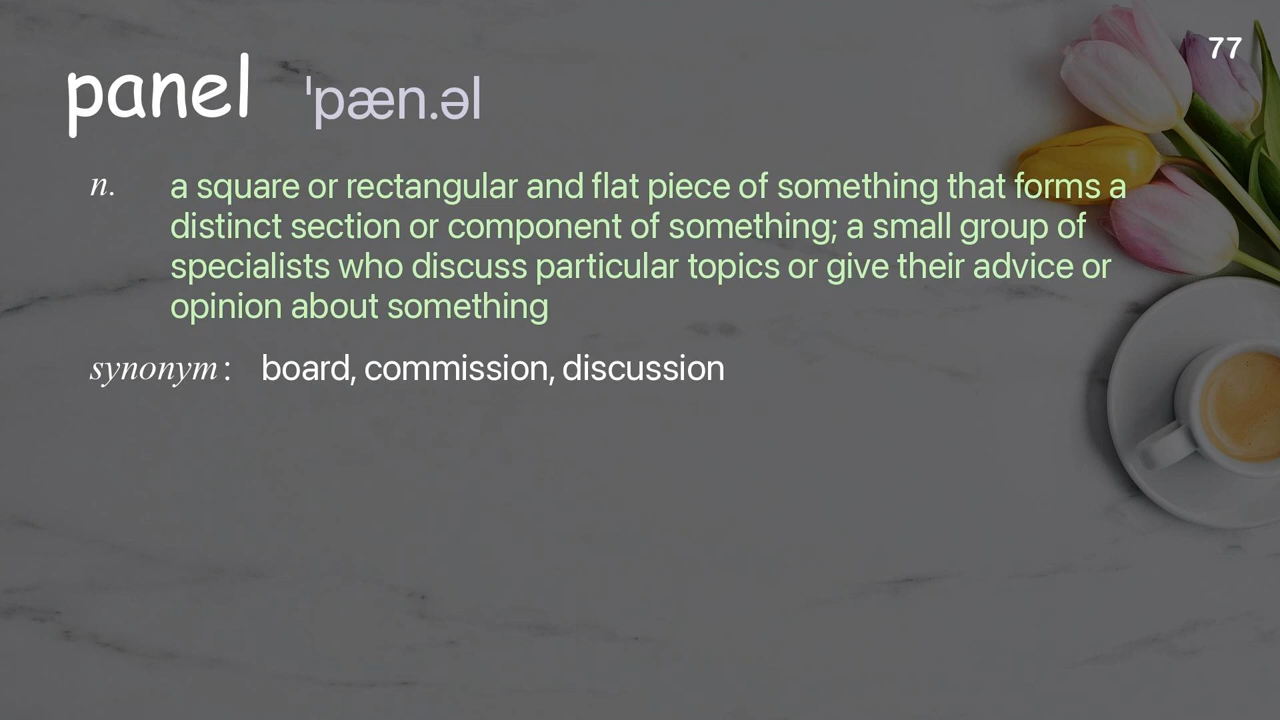 77
panel ˈpæn.əl
n. a square or rectangular and flat piece of something that forms a
distinct section or component of something; a small group of
specialists who discuss particular topics or give their advice or
opinion about something
synonym: board, commission, discussion